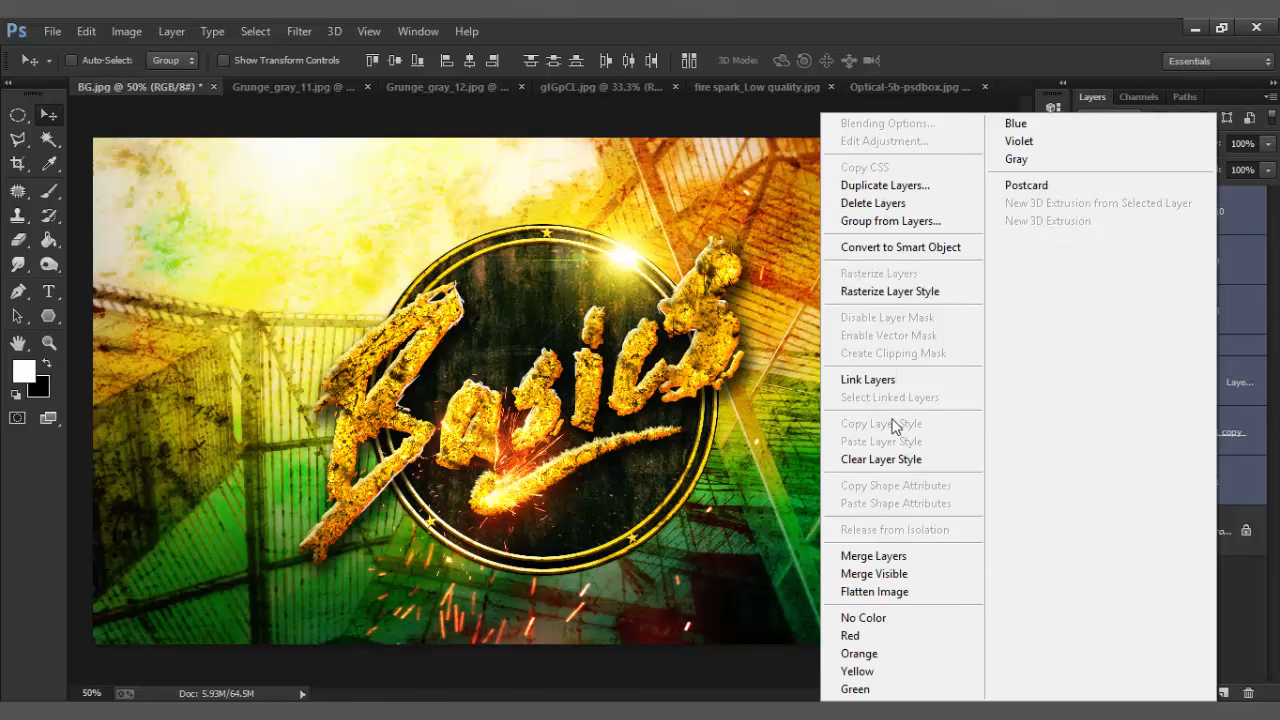 Ps File Edit Image Layer Type Select Filter 3D View Window Help
Auto-Select: Group Show Transform Controls 3D Mode: Essentials
BG.jpg @ 50% (RGB/8#) * × Grunge_gray_11.jpg @ ... × Grunge_gray_12.jpg @ ... × gIGpCL.jpg @ 33.3% (R... × fire spark_Low quality.jpg × Optical-5b-psdbox.jpg ... × Layers Channels Paths
Blending Options...
Edit Adjustment...
Copy CSS
Duplicate Layers...
Delete Layers
Group from Layers...
Convert to Smart Object
Rasterize Layers
Rasterize Layer Style
Disable Layer Mask
Enable Vector Mask
Create Clipping Mask
Link Layers
Select Linked Layers
Copy Layer Style
Paste Layer Style
Clear Layer Style
Copy Shape Attributes
Paste Shape Attributes
Release from Isolation
Merge Layers
Merge Visible
Flatten Image
No Color
Red
Orange
Yellow
Green
Blue
Violet
Gray
Postcard
New 3D Extrusion from Selected Layer
New 3D Extrusion
100%
100%
Laye...
copy
Basics
50% Doc: 5.93M/64.5M